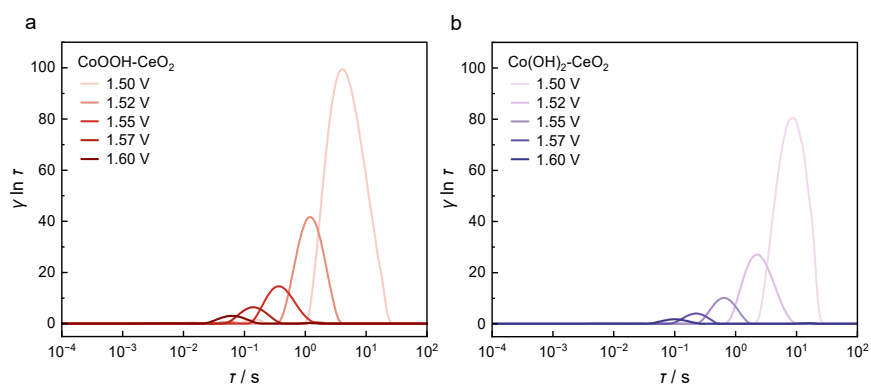 a
CoOOH-CeO₂
1.50 V
1.52 V
1.55 V
1.57 V
1.60 V
100
80
60
40
20
0
γ ln τ
10⁻⁴ 10⁻³ 10⁻² 10⁻¹ 10⁰ 10¹ 10²
τ / s
b
Co(OH)₂-CeO₂
1.50 V
1.52 V
1.55 V
1.57 V
1.60 V
100
80
60
40
20
0
γ ln τ
10⁻⁴ 10⁻³ 10⁻² 10⁻¹ 10⁰ 10¹ 10²
τ / s